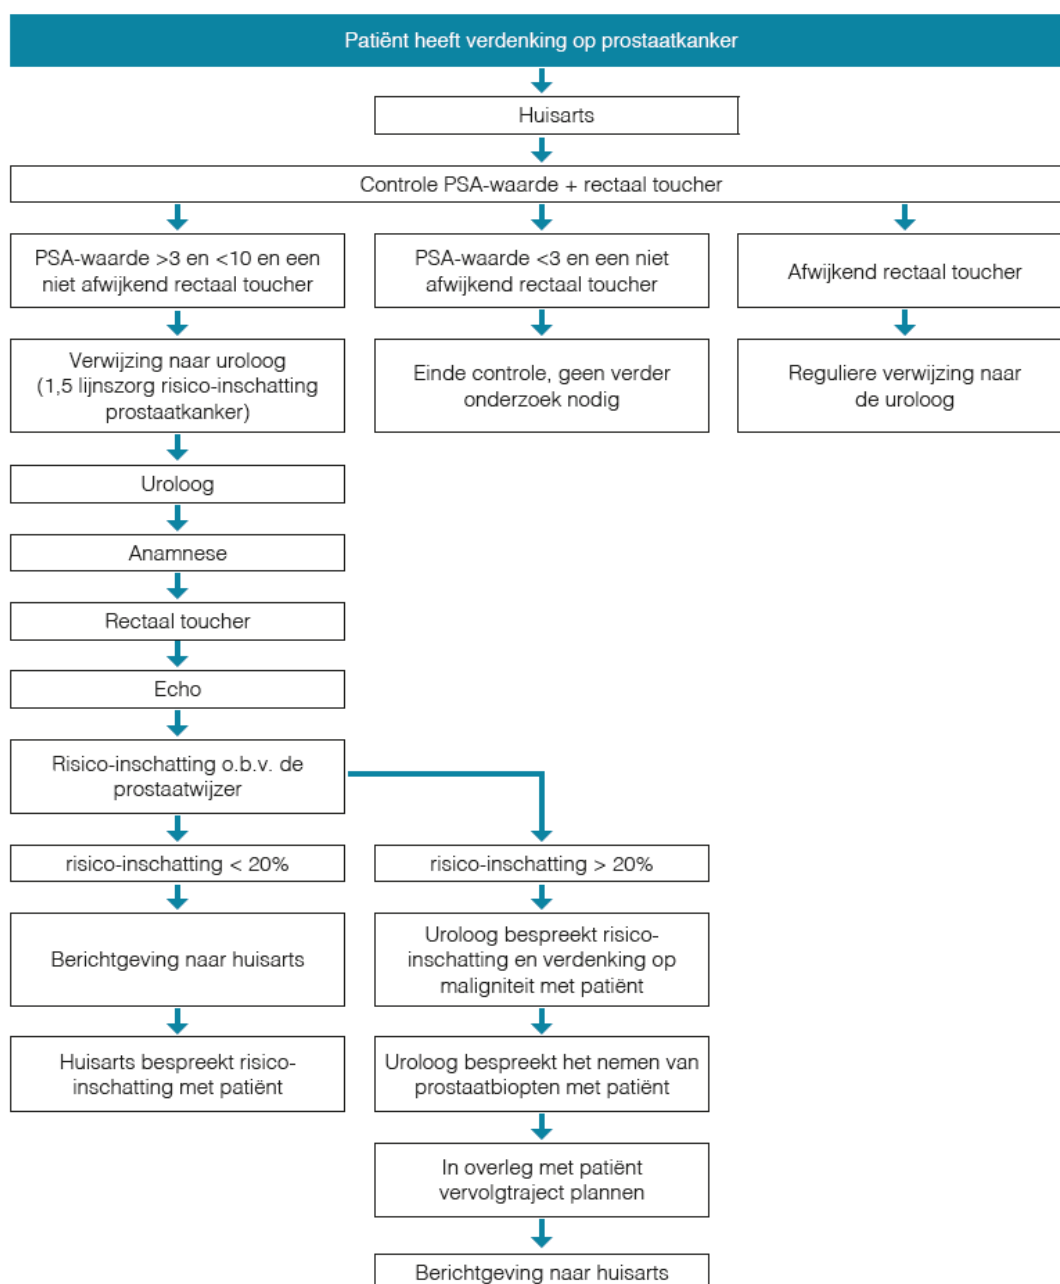 Patiënt heeft verdenking op prostaatkanker
Huisarts
Controle PSA-waarde + rectaal toucher
PSA-waarde >3 en <10 en een
niet afwijkend rectaal toucher
PSA-waarde <3 en een niet
afwijkend rectaal toucher
Afwijkend rectaal toucher
Verwijzing naar uroloog
(1,5 lijnszorg risico-inschatting
prostaatkanker)
Einde controle, geen verder
onderzoek nodig
Reguliere verwijzing naar
de uroloog
Uroloog
Anamnese
Rectaal toucher
Echo
Risico-inschatting o.b.v. de
prostaatwijzer
risico-inschatting < 20%
risico-inschatting > 20%
Berichtgeving naar huisarts
Uroloog bespreekt risico-
inschatting en verdenking op
maligniteit met patiënt
Huisarts bespreekt risico-
inschatting met patiënt
Uroloog bespreekt het nemen van
prostaatbiopten met patiënt
In overleg met patiënt
vervolgtraject plannen
Berichtgeving naar huisarts